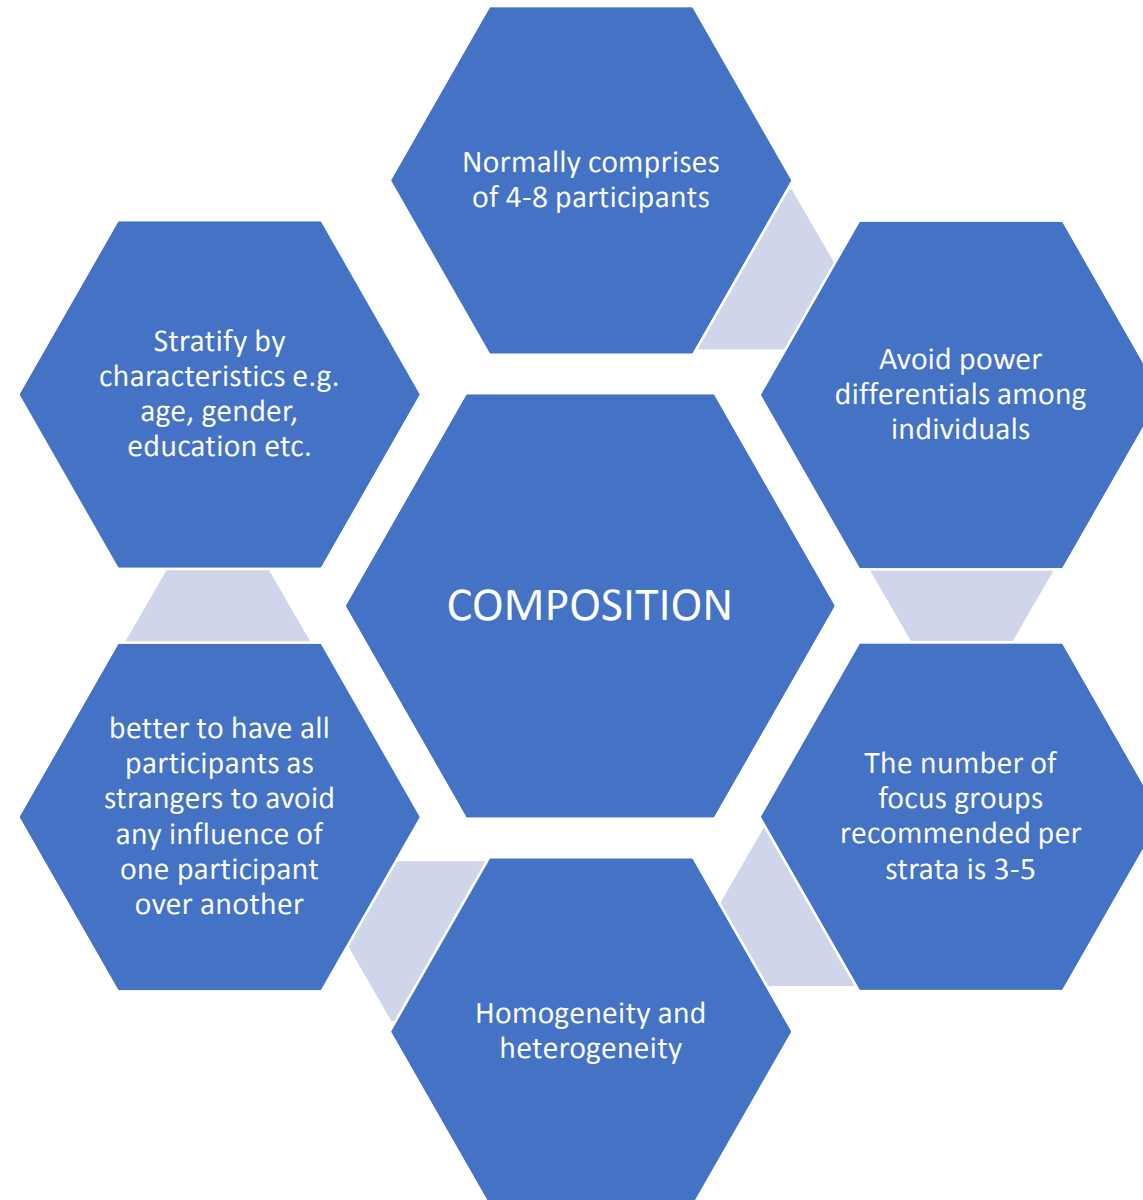 Normally comprises
of 4-8 participants
Avoid power
differentials among
individuals
The number of
focus groups
recommended per
strata is 3-5
Homogeneity and
heterogeneity
better to have all
participants as
strangers to avoid
any influence of
one participant
over another
Stratify by
characteristics e.g.
age, gender,
education etc.
COMPOSITION